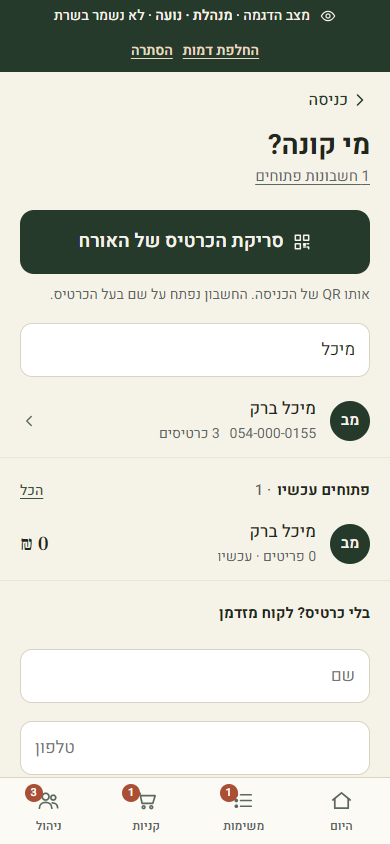 מצב הדגמה · מנהלת · נועה · לא נשמר בשרת
החלפת דמות הסתרה
כניסה
מי קונה?
1 חשבונות פתוחים
סריקת הכרטיס של האורח
אותו QR של הכניסה. החשבון נפתח על שם בעל הכרטיס.
מיכל
מב
מיכל ברק
054-000-0155 3 כרטיסים
פתוחים עכשיו · 1
הכל
מב
מיכל ברק
0 פריטים · עכשיו
0 ₪
בלי כרטיס? לקוח מזדמן
שם
טלפון
היום
1
משימות
1
קניות
3
ניהול